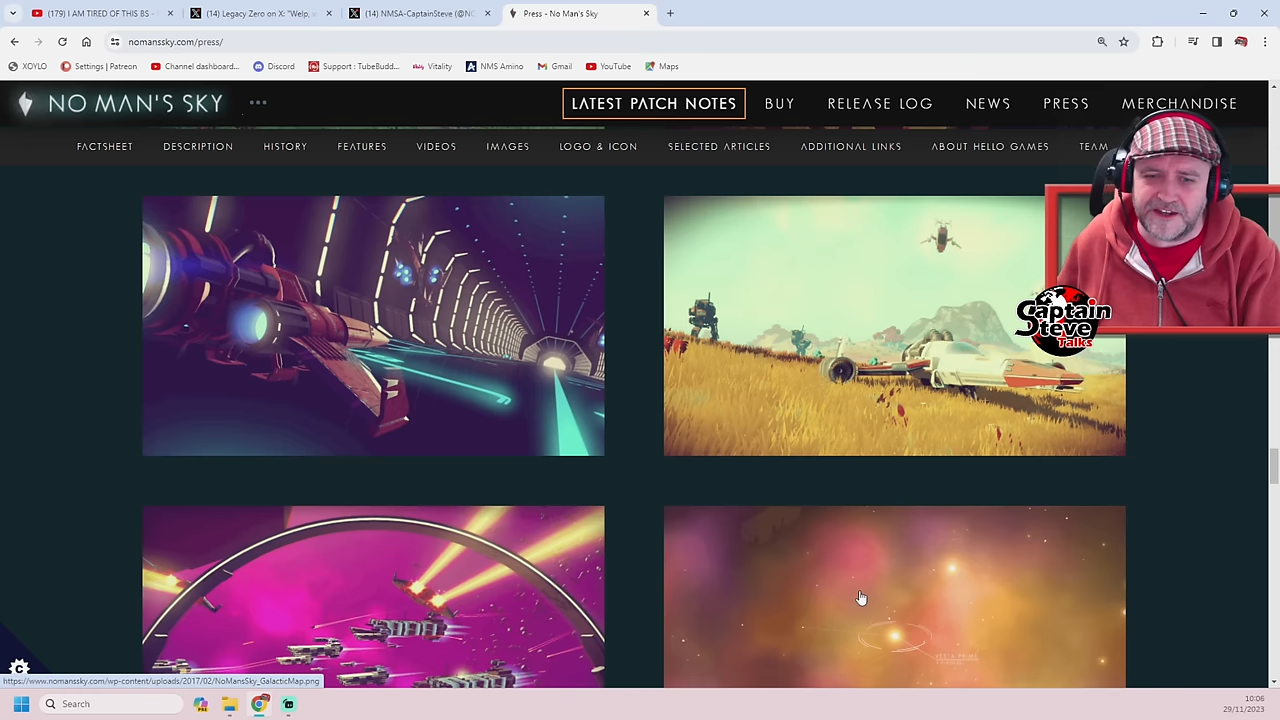 (179) I AM TIRED OF THIS BS -
(14) Legacy Zero on X: "Welp, w
(14) NMSA-CaptainSteve (@NC
Press - No Man's Sky
nomanssky.com/press/
XOYLO
Settings | Patreon
Channel dashboard...
Discord
Support : TubeBudd...
Vitality
NMS Amino
Gmail
YouTube
Maps
NO MAN'S SKY
LATEST PATCH NOTES
BUY
RELEASE LOG
NEWS
PRESS
MERCHANDISE
FACTSHEET
DESCRIPTION
HISTORY
FEATURES
VIDEOS
IMAGES
LOGO & ICON
SELECTED ARTICLES
ADDITIONAL LINKS
ABOUT HELLO GAMES
TEAM
Captain
Steve
Talks
VESTA PRIME
https://www.nomanssky.com/wp-content/uploads/2017/02/NoMansSky_GalacticMap.png
Search
10:06
29/11/2023